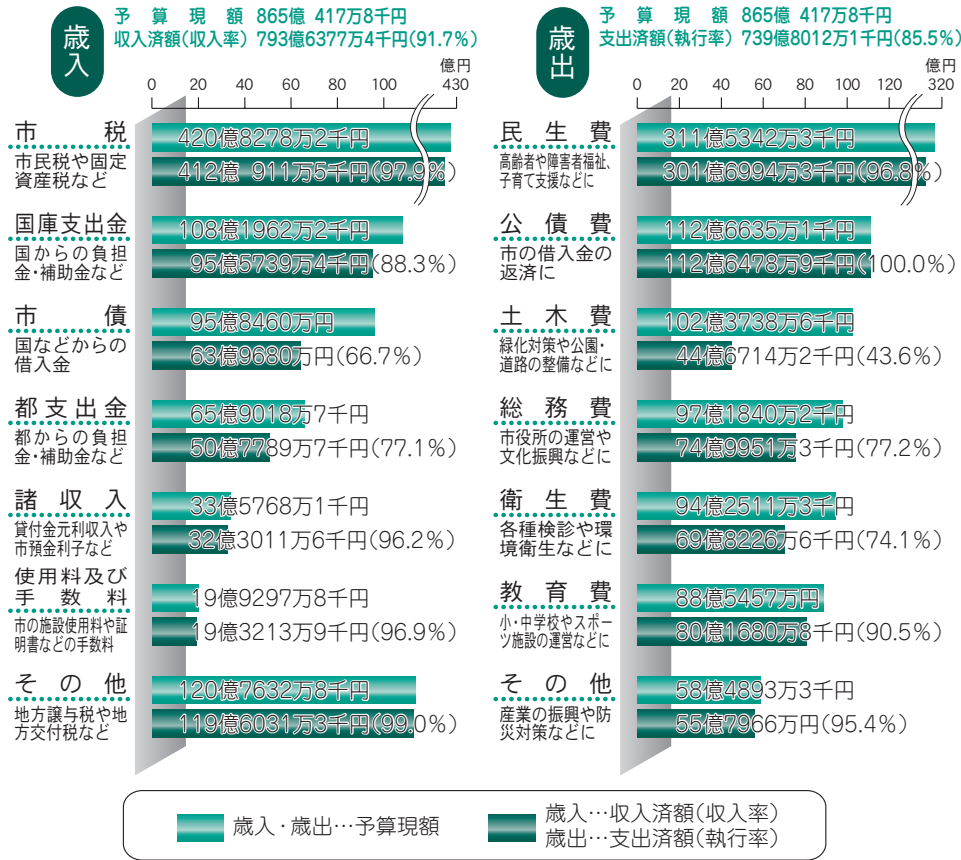 歳入
予算現額 865億 417万8千円
収入済額(収入率) 793億6377万4千円(91.7%)
億円
0 20 40 60 80 100 430
市税
市民税や固定
資産税など
420億8278万2千円
412億 911万5千円(97.9%)
国庫支出金
国からの負担
金・補助金など
108億1962万2千円
95億5739万4千円(88.3%)
市債
国などからの
借入金
95億8460万円
63億9680万円(66.7%)
都支出金
都からの負担
金・補助金など
65億9018万7千円
50億7789万7千円(77.1%)
諸収入
貸付金元利収入や
市預金利子など
33億5768万1千円
32億3011万6千円(96.2%)
使用料及び
手数料
市の施設使用料や証
明書などの手数料
19億9297万8千円
19億3213万9千円(96.9%)
その他
地方譲与税や地
方交付税など
120億7632万8千円
119億6031万3千円(99.0%)
歳出
予算現額 865億 417万8千円
支出済額(執行率) 739億8012万1千円(85.5%)
億円
0 20 40 60 80 100 120 320
民生費
高齢者や障害者福祉、
子育て支援などに
311億5342万3千円
301億6994万3千円(96.8%)
公債費
市の借入金の
返済に
112億6635万1千円
112億6478万9千円(100.0%)
土木費
緑化対策や公園・
道路の整備などに
102億3738万6千円
44億6714万2千円(43.6%)
総務費
市役所の運営や
文化振興などに
97億1840万2千円
74億9951万3千円(77.2%)
衛生費
各種検診や環
境衛生などに
94億2511万3千円
69億8226万6千円(74.1%)
教育費
小・中学校やスポー
ツ施設の運営などに
88億5457万円
80億1680万8千円(90.5%)
その他
産業の振興や防
災対策などに
58億4893万3千円
55億7966万円(95.4%)
歳入・歳出…予算現額
歳入…収入済額(収入率)
歳出…支出済額(執行率)